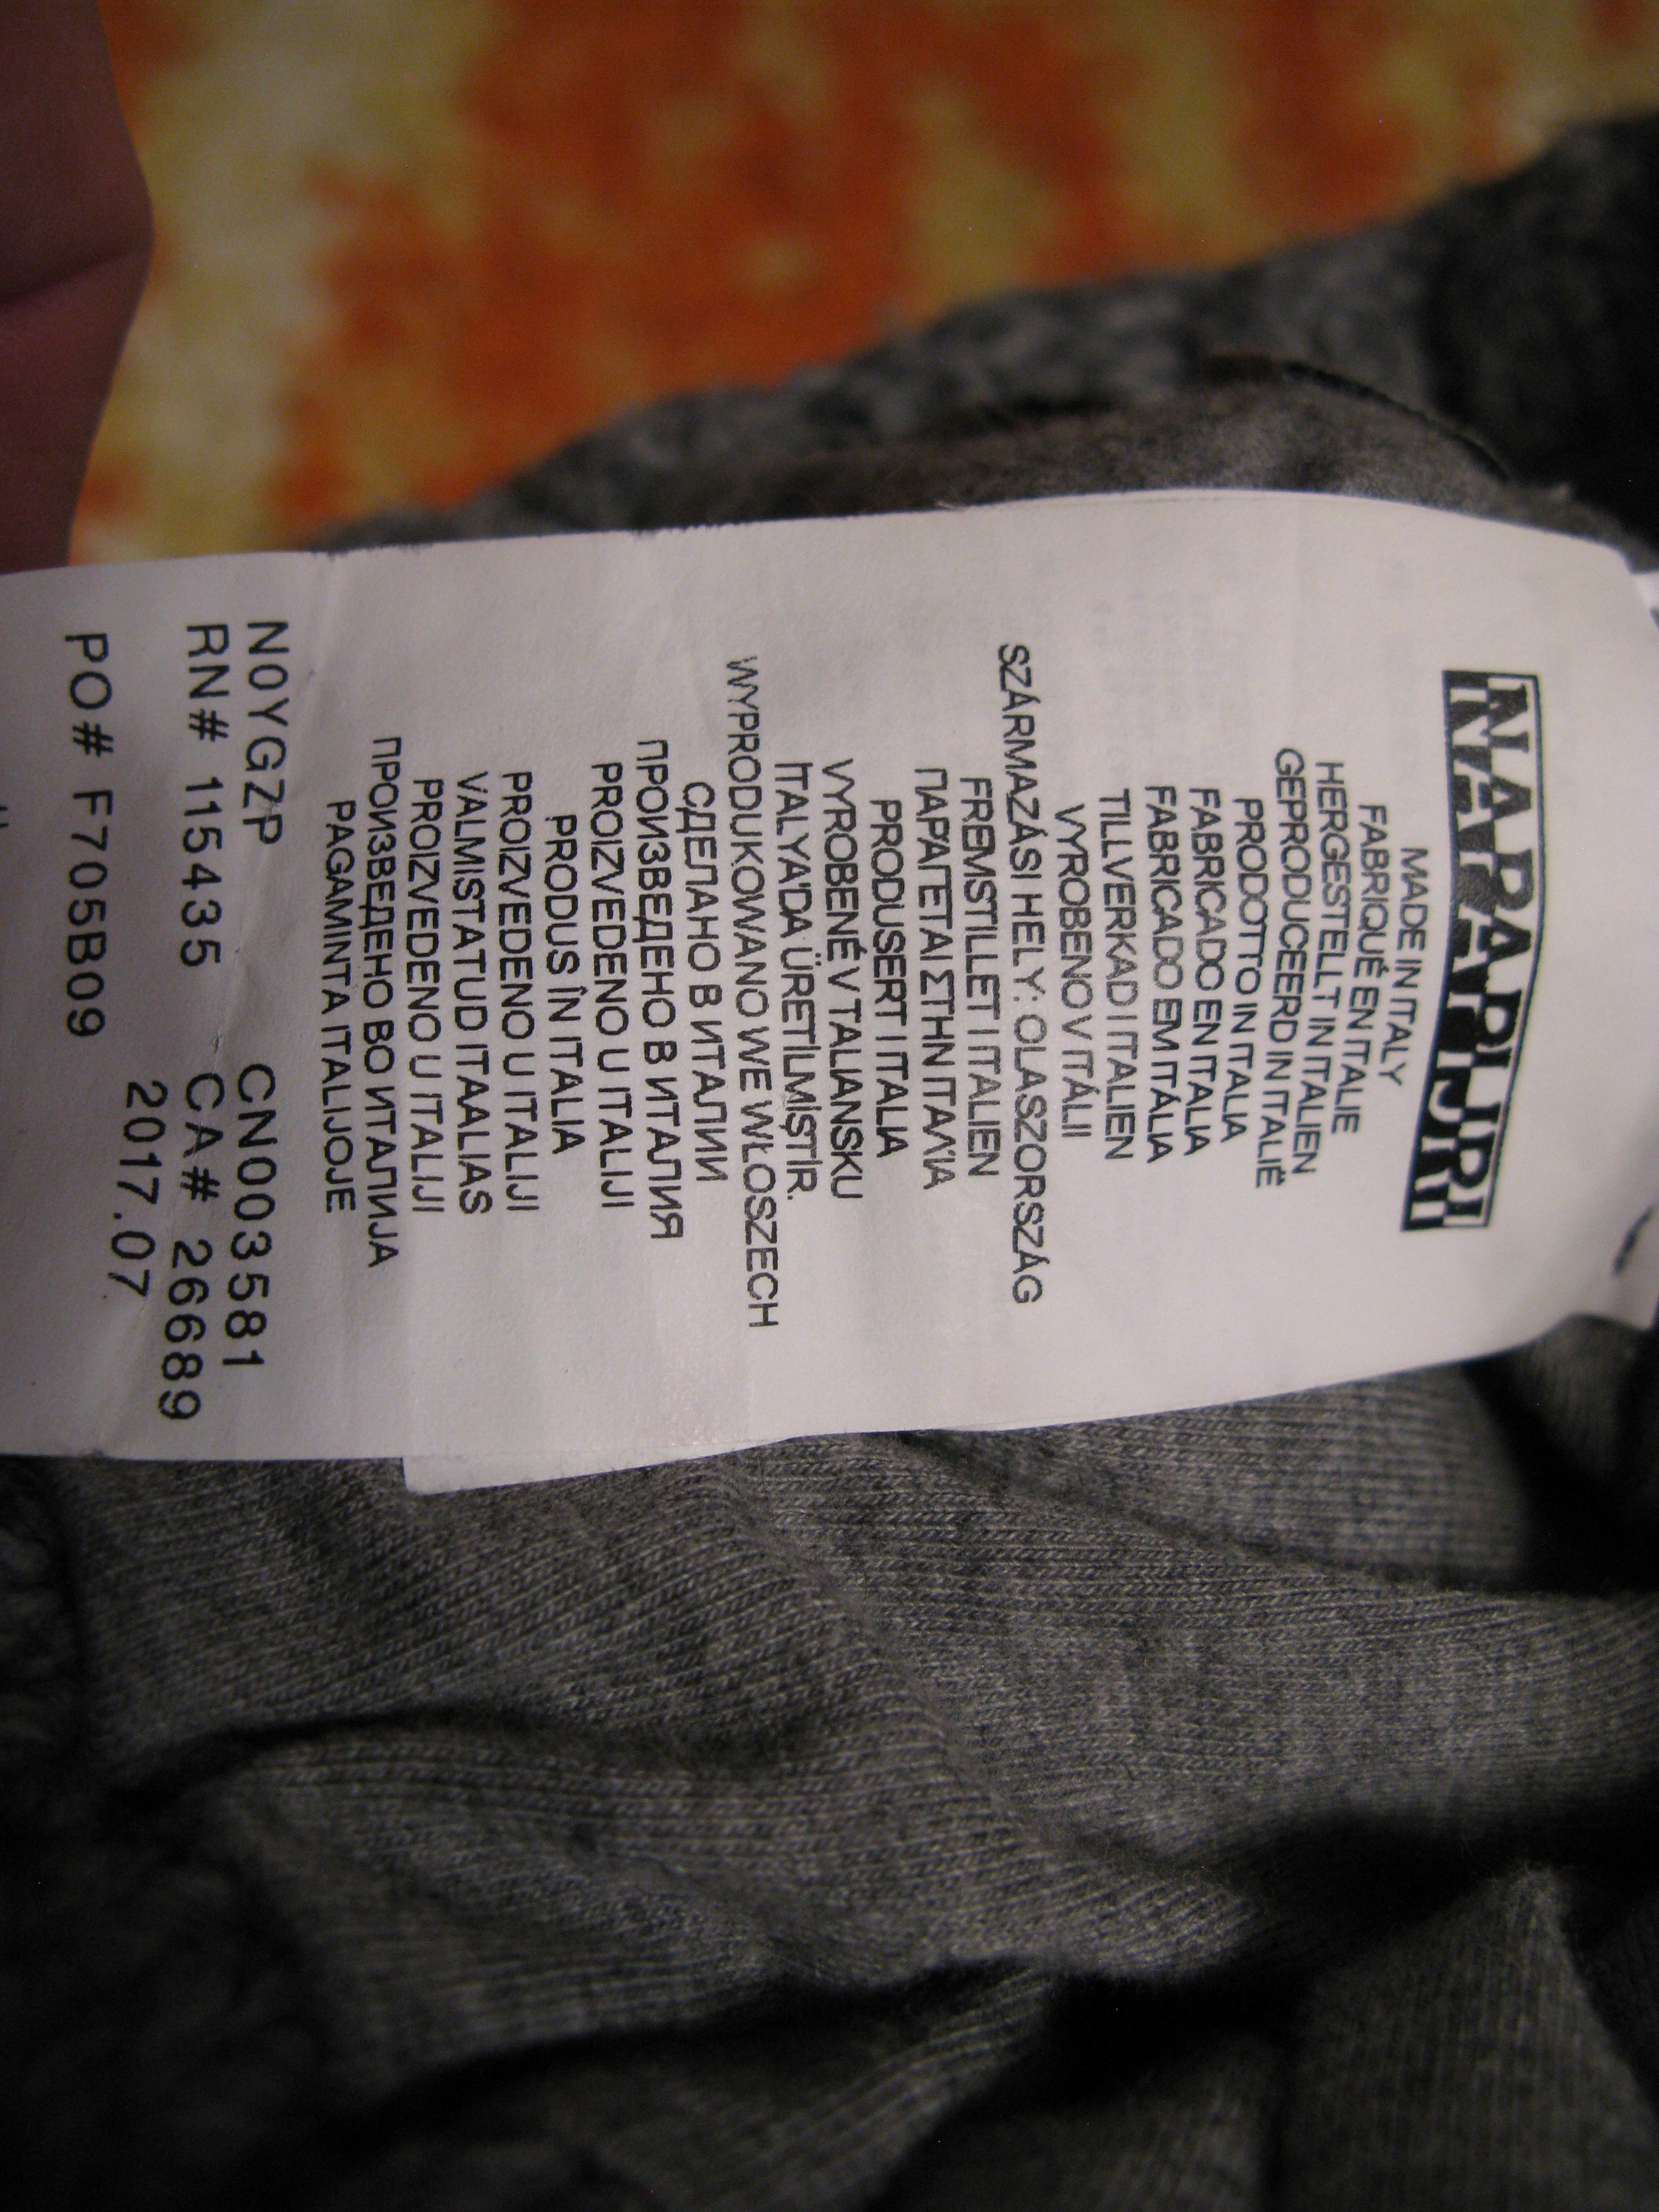 NAPAPIJRI
MADE IN ITALY
FABRIQUÉ EN ITALIE
HERGESTELLT IN ITALIEN
GEPRODUCEERD IN ITALIË
PRODOTTO IN ITALIA
FABRICADO EN ITALIA
FABRICADO EM ITÁLIA
TILLVERKAD I ITALIEN
VYROBENO V ITÁLII
SZÁRMAZÁSI HELY: OLASZORSZÁG
FREMSTILLET I ITALIEN
ΠΑΡΑΓΕΤΑΙ ΣΤΗΝ ΙΤΑΛΊΑ
PRODUSERT I ITALIA
VYROBENÉ V TALIANSKU
İTALYA'DA ÜRETİLMİŞTİR.
WYPRODUKOWANO WE WŁOSZECH
СДЕЛАНО В ИТАЛИИ
ПРОИЗВЕДЕНО В ИТАЛИЯ
PROIZVEDENO U ITALIJI
PRODUS ÎN ITALIA
PROIZVEDENO U ITALIJI
VALMISTATUD ITAALIAS
PROIZVEDENO U ITALIJI
ПРОИЗВЕДЕНО ВО ИТАЛИЈА
PAGAMINTA ITALIJOJE
N0YGZP CN003581
RN# 115435 CA# 26689
2017.07
PO# F705B09